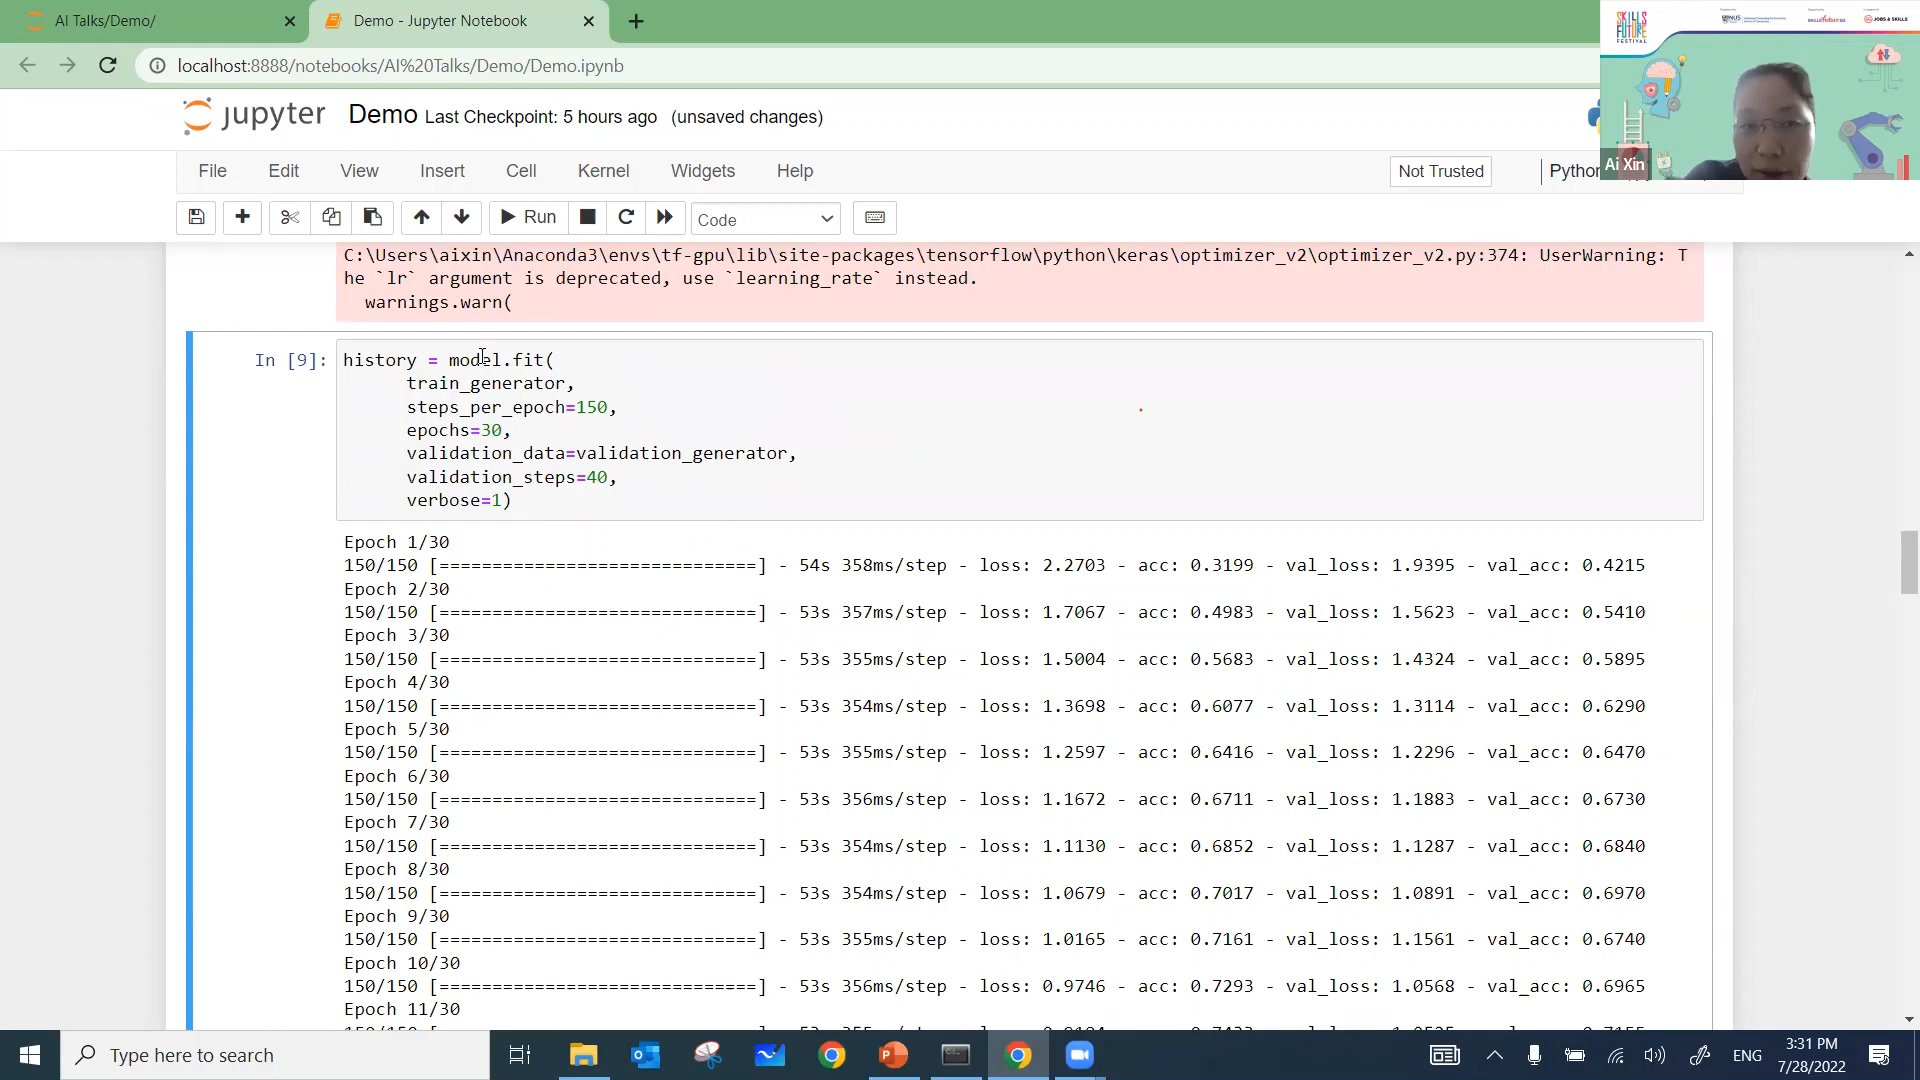 AI Talks/Demo/
Demo - Jupyter Notebook
localhost:8888/notebooks/AI%20Talks/Demo/Demo.ipynb
SKILLS
FUTURE
FESTIVAL
NUS
JOBS & SKILLS
Ai Xin
jupyter Demo Last Checkpoint: 5 hours ago (unsaved changes)
File Edit View Insert Cell Kernel Widgets Help Not Trusted Python
Run Code
C:\Users\aixin\Anaconda3\envs\tf-gpu\lib\site-packages\tensorflow\python\keras\optimizer_v2\optimizer_v2.py:374: UserWarning: T
he `lr` argument is deprecated, use `learning_rate` instead.
warnings.warn(
In [9]: history = model.fit(
train_generator,
steps_per_epoch=150,
epochs=30,
validation_data=validation_generator,
validation_steps=40,
verbose=1)
Epoch 1/30
150/150 [==============================] - 54s 358ms/step - loss: 2.2703 - acc: 0.3199 - val_loss: 1.9395 - val_acc: 0.4215
Epoch 2/30
150/150 [==============================] - 53s 357ms/step - loss: 1.7067 - acc: 0.4983 - val_loss: 1.5623 - val_acc: 0.5410
Epoch 3/30
150/150 [==============================] - 53s 355ms/step - loss: 1.5004 - acc: 0.5683 - val_loss: 1.4324 - val_acc: 0.5895
Epoch 4/30
150/150 [==============================] - 53s 354ms/step - loss: 1.3698 - acc: 0.6077 - val_loss: 1.3114 - val_acc: 0.6290
Epoch 5/30
150/150 [==============================] - 53s 355ms/step - loss: 1.2597 - acc: 0.6416 - val_loss: 1.2296 - val_acc: 0.6470
Epoch 6/30
150/150 [==============================] - 53s 356ms/step - loss: 1.1672 - acc: 0.6711 - val_loss: 1.1883 - val_acc: 0.6730
Epoch 7/30
150/150 [==============================] - 53s 354ms/step - loss: 1.1130 - acc: 0.6852 - val_loss: 1.1287 - val_acc: 0.6840
Epoch 8/30
150/150 [==============================] - 53s 354ms/step - loss: 1.0679 - acc: 0.7017 - val_loss: 1.0891 - val_acc: 0.6970
Epoch 9/30
150/150 [==============================] - 53s 355ms/step - loss: 1.0165 - acc: 0.7161 - val_loss: 1.1561 - val_acc: 0.6740
Epoch 10/30
150/150 [==============================] - 53s 356ms/step - loss: 0.9746 - acc: 0.7293 - val_loss: 1.0568 - val_acc: 0.6965
Epoch 11/30
Type here to search
ENG
3:31 PM
7/28/2022